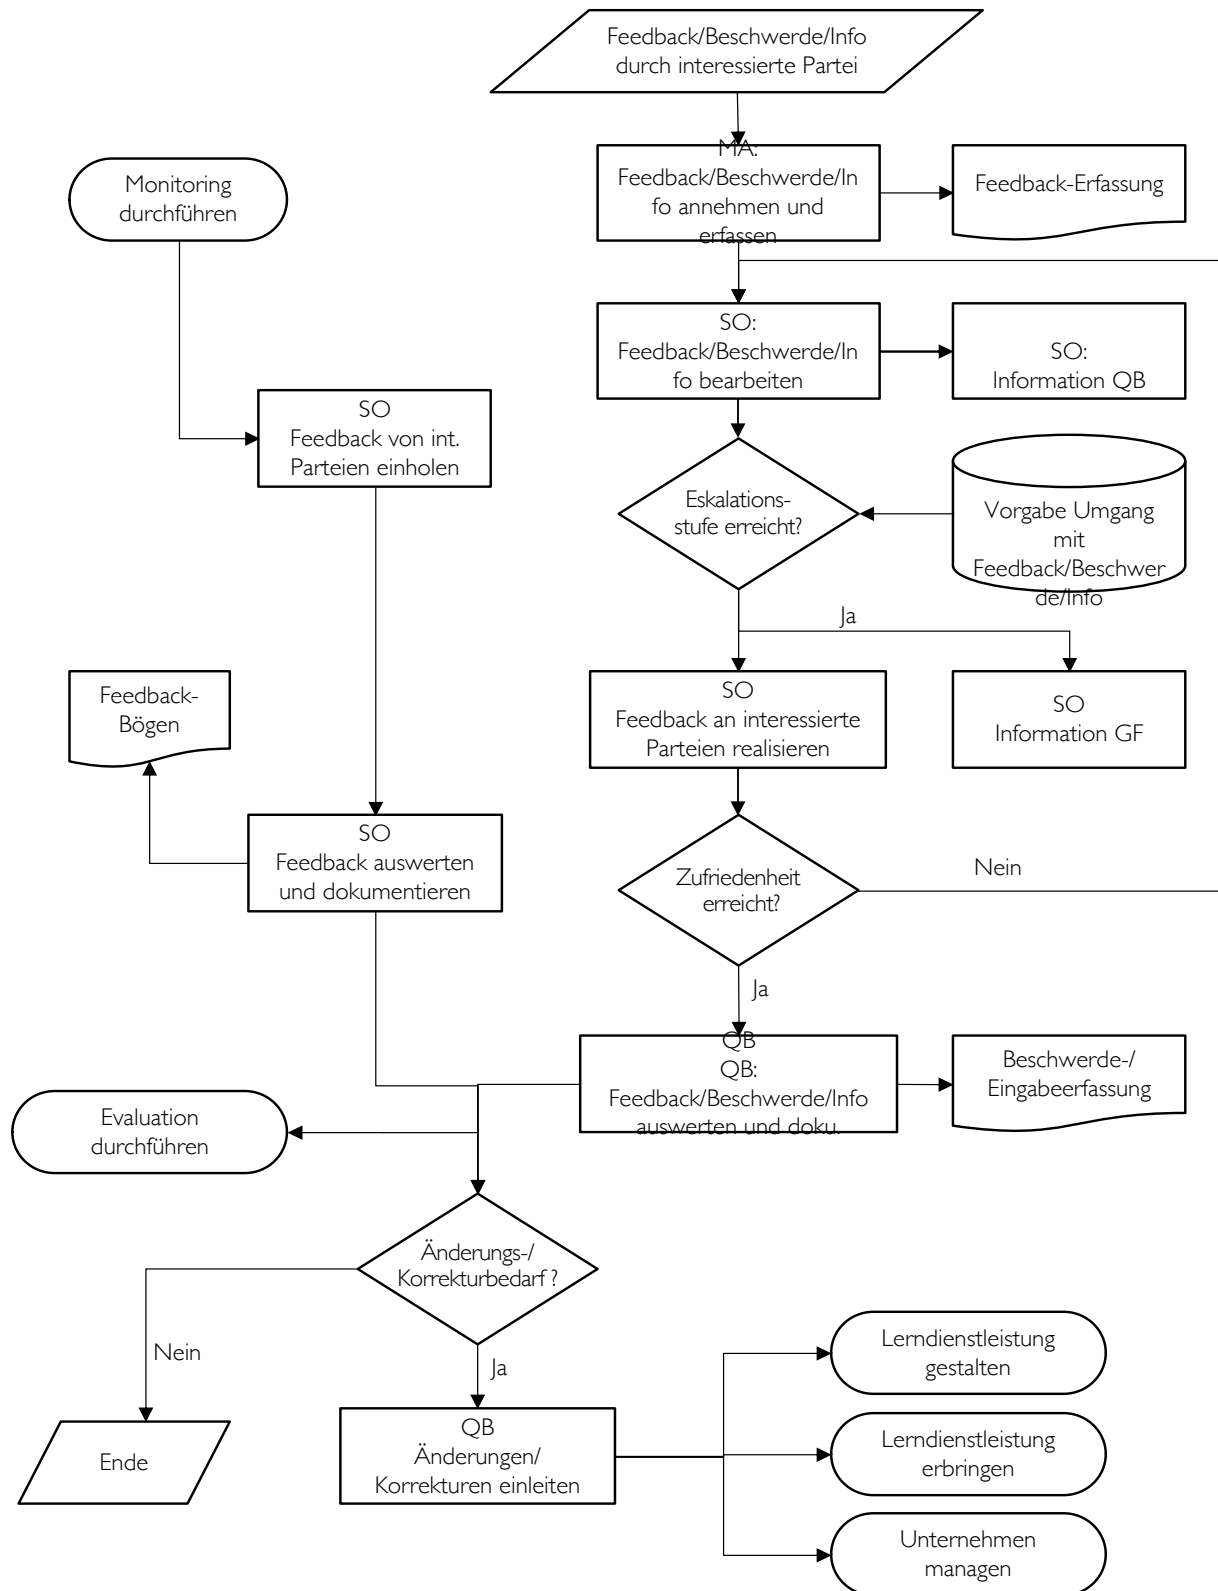 Feedback/Beschwerde/Info
durch interessierte Partei
MA:
Feedback/Beschwerde/In
fo annehmen und
erfassen
Feedback-Erfassung
Monitoring
durchführen
SO:
Feedback/Beschwerde/In
fo bearbeiten
SO:
Information QB
SO
Feedback von int.
Parteien einholen
Eskalations-
stufe erreicht?
Vorgabe Umgang
mit
Feedback/Beschwer
de/Info
Ja
Feedback-
Bögen
SO
Feedback an interessierte
Parteien realisieren
SO
Information GF
SO
Feedback auswerten
und dokumentieren
Zufriedenheit
erreicht?
Nein
Ja
QB
QB:
Feedback/Beschwerde/Info
auswerten und doku.
Beschwerde-/
Eingabeerfassung
Evaluation
durchführen
Änderungs-/
Korrekturbedarf ?
Nein
Ja
Ende
QB
Änderungen/
Korrekturen einleiten
Lerndienstleistung
gestalten
Lerndienstleistung
erbringen
Unternehmen
managen